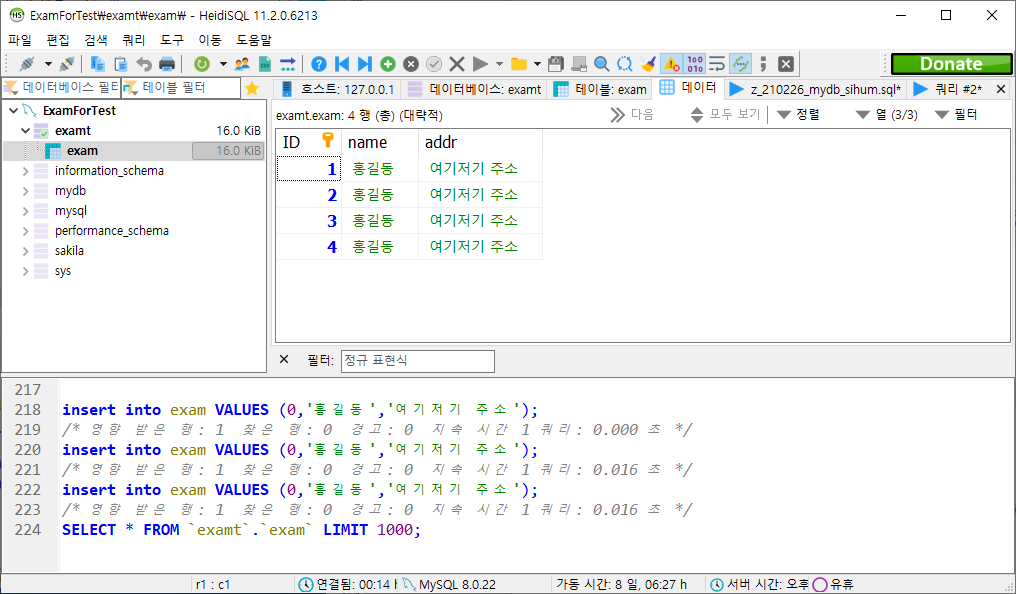 ExamForTest₩examt₩exam₩ - HeidiSQL 11.2.0.6213
파일 편집 검색 쿼리 도구 이동 도움말
Donate
데이터베이스 필터 테이블 필터
호스트: 127.0.0.1 데이터베이스: examt 테이블: exam 데이터 z_210226_mydb_sihum.sql* 쿼리 #2*
ExamForTest
examt 16.0 KiB
exam 16.0 KiB
information_schema
mydb
mysql
performance_schema
sakila
sys
examt.exam: 4 행 (총) (대략적) 다음 모두 보기 정렬 열 (3/3) 필터
ID name addr
1 홍길동 여기저기 주소
2 홍길동 여기저기 주소
3 홍길동 여기저기 주소
4 홍길동 여기저기 주소
필터: 정규 표현식
217
218 insert into exam VALUES (0,'홍길동','여기저기 주소');
219 /* 영향 받은 행: 1 찾은 행: 0 경고: 0 지속 시간 1 쿼리: 0.000 초 */
220 insert into exam VALUES (0,'홍길동','여기저기 주소');
221 /* 영향 받은 행: 1 찾은 행: 0 경고: 0 지속 시간 1 쿼리: 0.016 초 */
222 insert into exam VALUES (0,'홍길동','여기저기 주소');
223 /* 영향 받은 행: 1 찾은 행: 0 경고: 0 지속 시간 1 쿼리: 0.016 초 */
224 SELECT * FROM `examt`.`exam` LIMIT 1000;
r1 : c1 연결됨: 00:14 h MySQL 8.0.22 가동 시간: 8 일, 06:27 h 서버 시간: 오후 유휴